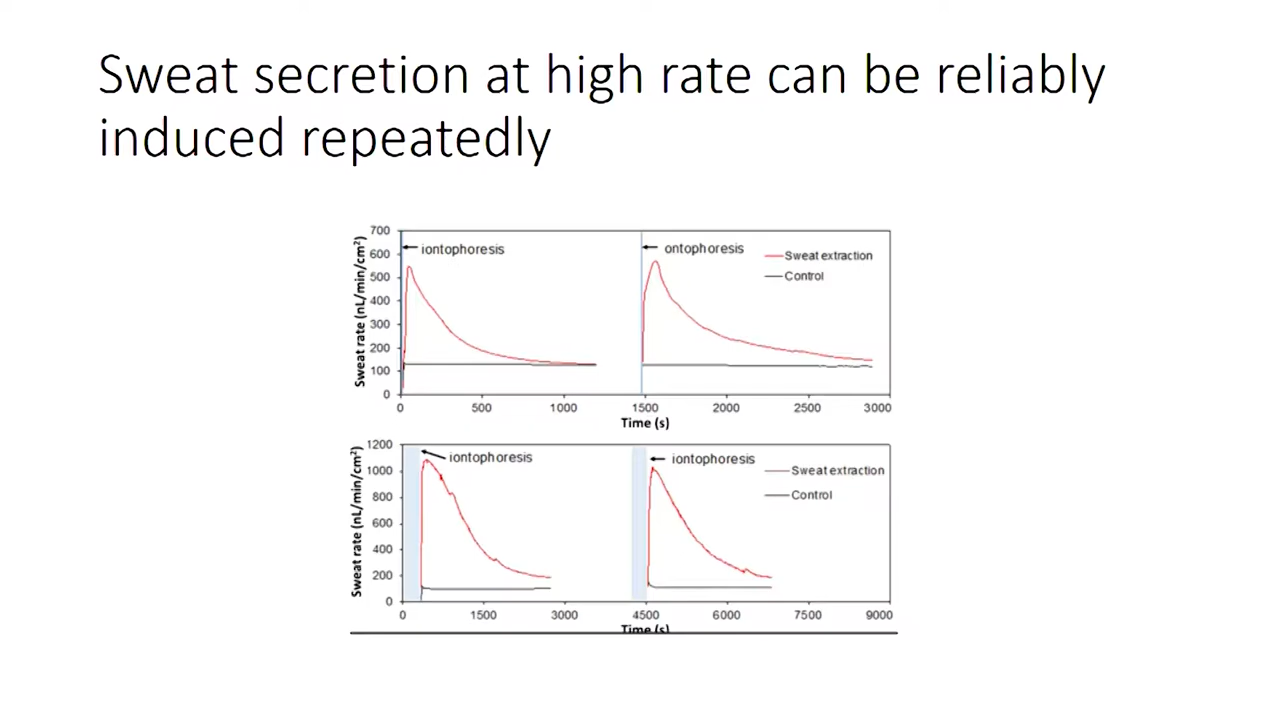 Sweat secretion at high rate can be reliably
induced repeatedly
700
600
500
400
300
200
100
0
Sweat rate (nL/min/cm²)
iontophoresis
ontophoresis
Sweat extraction
Control
0 500 1000 1500 2000 2500 3000
Time (s)
1200
1000
800
600
400
200
0
Sweat rate (nL/min/cm²)
iontophoresis
iontophoresis
Sweat extraction
Control
0 1500 3000 4500 6000 7500 9000
Time (s)